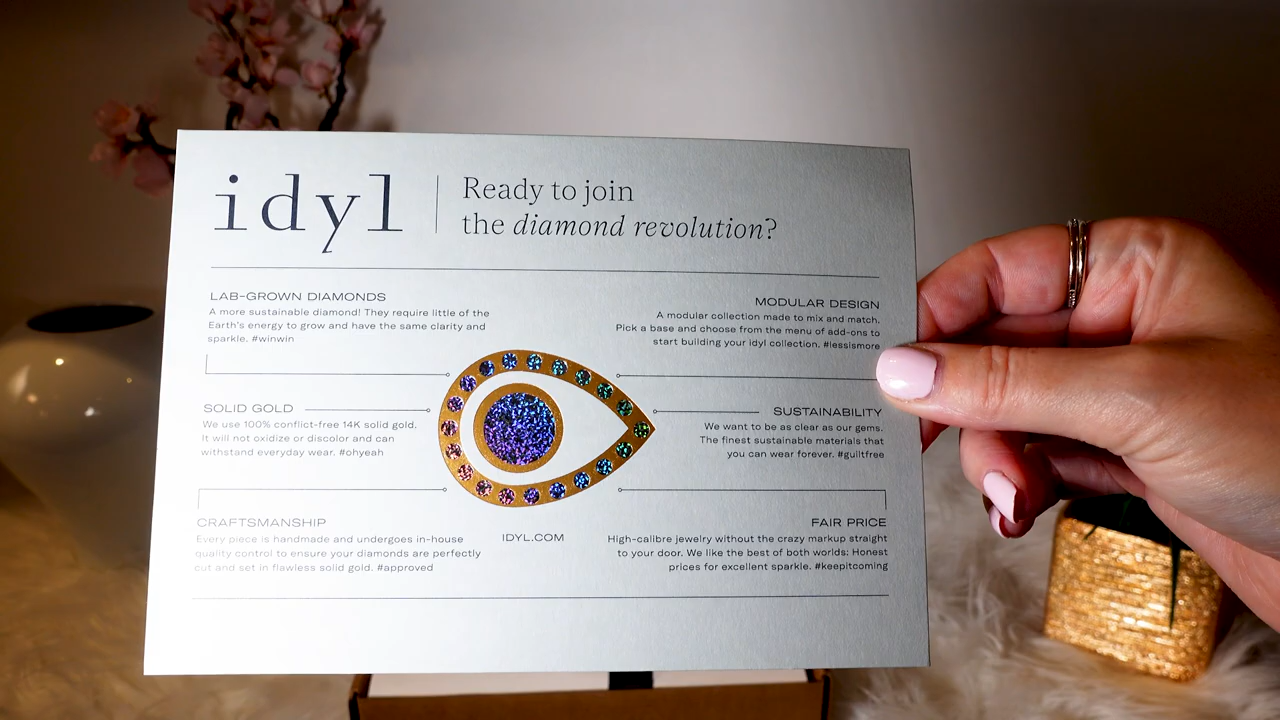 idyl
Ready to join
the diamond revolution?
LAB-GROWN DIAMONDS
A more sustainable diamond! They require little of the
Earth's energy to grow and have the same clarity and
sparkle. #winwin
MODULAR DESIGN
A modular collection made to mix and match.
Pick a base and choose from the menu of add-ons to
start building your idyl collection. #lessismore
SOLID GOLD
We use 100% conflict-free 14K solid gold.
It will not oxidize or discolor and can
withstand everyday wear. #ohyeah
SUSTAINABILITY
We want to be as clear as our gems.
The finest sustainable materials that
you can wear forever. #guiltfree
CRAFTSMANSHIP
Every piece is handmade and undergoes in-house
quality control to ensure your diamonds are perfectly
cut and set in flawless solid gold. #approved
IDYL.COM
FAIR PRICE
High-calibre jewelry without the crazy markup straight
to your door. We like the best of both worlds: Honest
prices for excellent sparkle. #keepitcoming